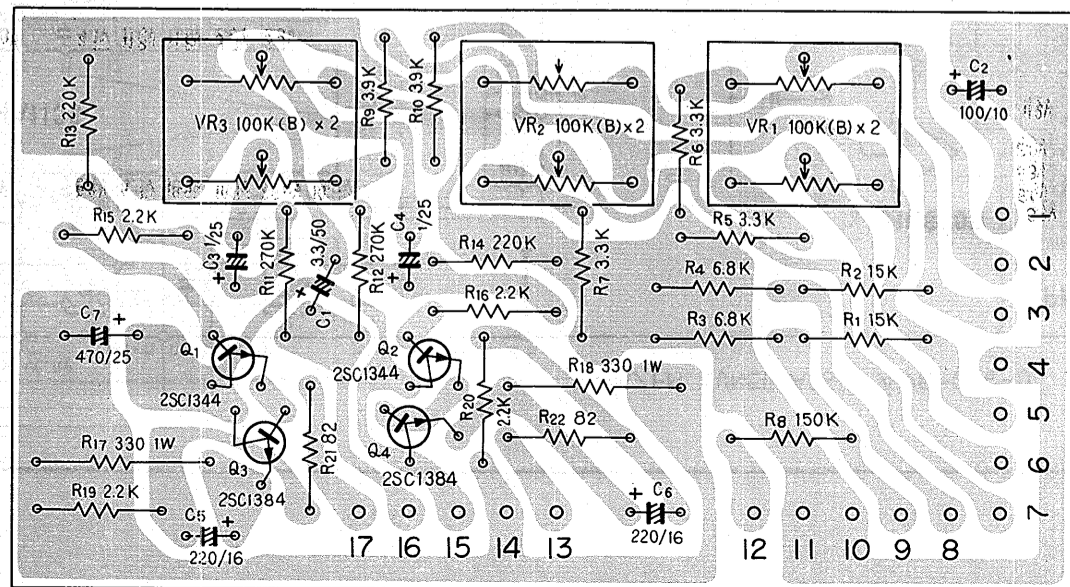 C2
+
100/10
R13 220K
R9 3.9K
R10 3.9K
VR3 100K(B) x 2
VR2 100K(B) x 2
R6 3.3K
VR1 100K(B) x 2
R15 2.2K
C3 1/25
+
R11 270K
3.3/50
+
C1
R12 270K
C4
1/25
+
R14 220K
R16 2.2K
R7 3.3K
R5 3.3K
R4 6.8K
R2 15K
R3 6.8K
R1 15K
1
2
3
4
5
6
7
C7
+
470/25
Q1
2SC1344
Q2
2SC1344
R18 330 1W
R20
2.2K
R22 82
R8 150K
R17 330 1W
R19 2.2K
Q3
2SC1384
R21 82
Q4
2SC1384
C5
+
220/16
C6
+
220/16
17 16 15 14 13
12 11 10 9 8